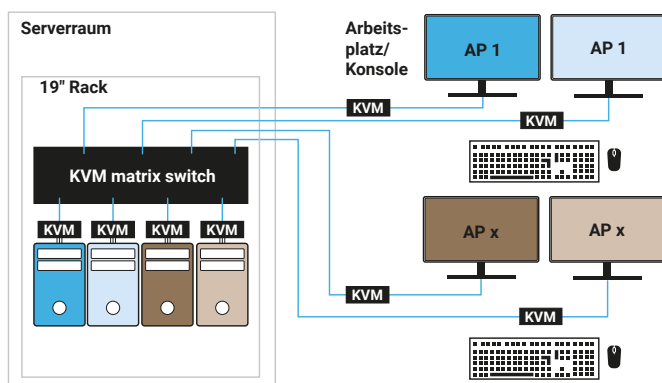 Serverraum
19" Rack
KVM matrix switch
KVM
KVM
KVM
KVM
Arbeits-
platz/
Konsole
AP 1
AP 1
KVM
KVM
AP x
AP x
KVM
KVM